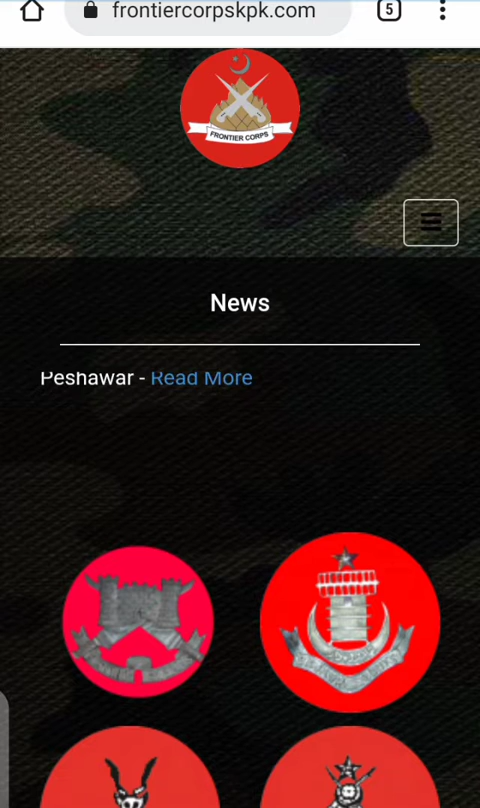 frontiercorpskpk.com
5
FRONTIER CORPS
News
Peshawar - Read More